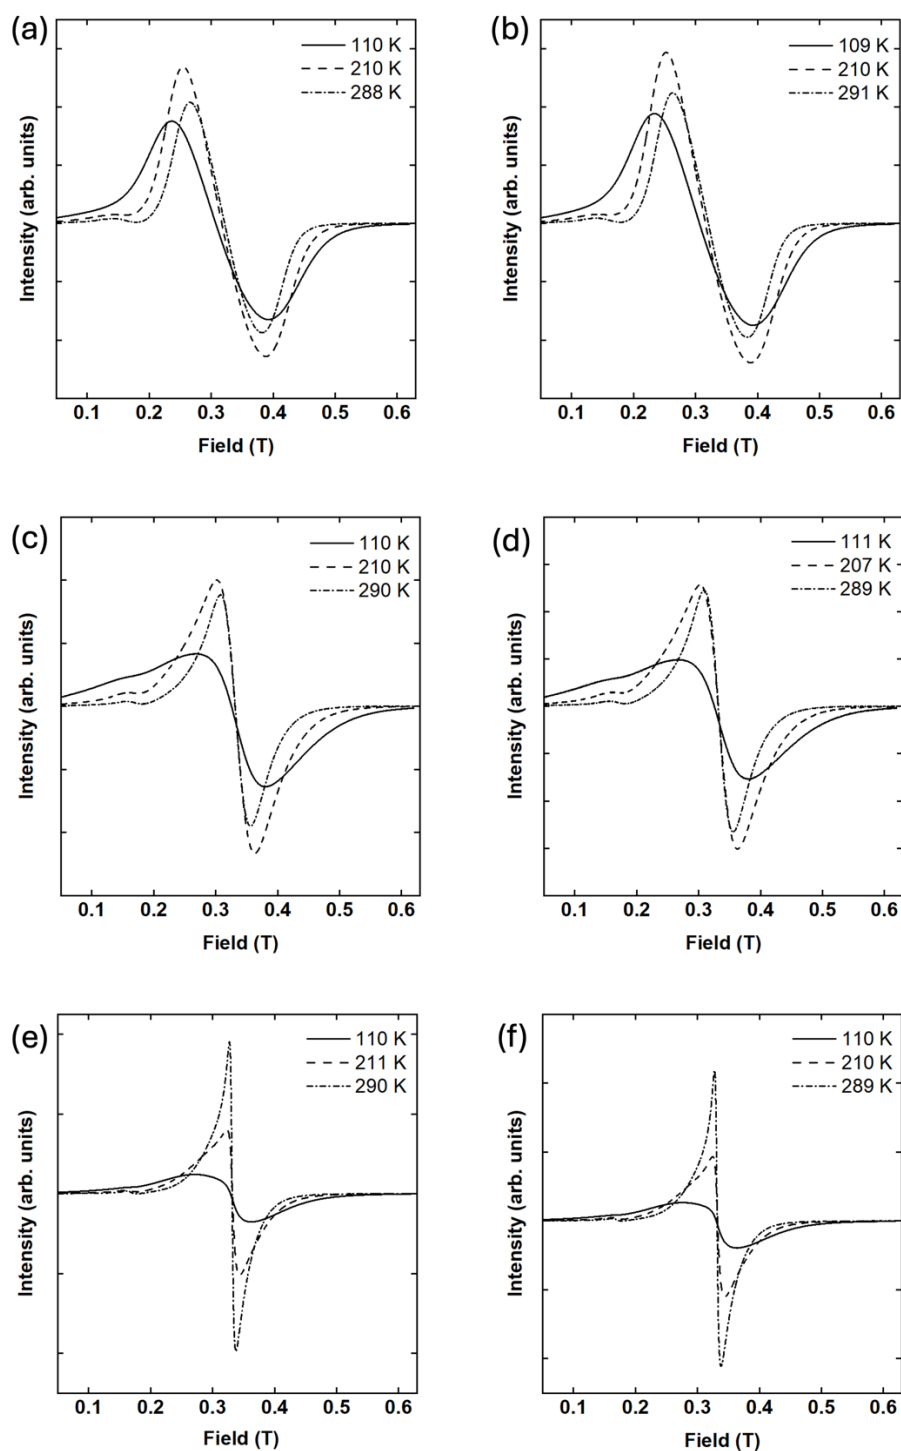 (a)
110 K
210 K
288 K
Intensity (arb. units)
0.1 0.2 0.3 0.4 0.5 0.6
Field (T)
(b)
109 K
210 K
291 K
Intensity (arb. units)
0.1 0.2 0.3 0.4 0.5 0.6
Field (T)
(c)
110 K
210 K
290 K
Intensity (arb. units)
0.1 0.2 0.3 0.4 0.5 0.6
Field (T)
(d)
111 K
207 K
289 K
Intensity (arb. units)
0.1 0.2 0.3 0.4 0.5 0.6
Field (T)
(e)
110 K
211 K
290 K
Intensity (arb. units)
0.1 0.2 0.3 0.4 0.5 0.6
Field (T)
(f)
110 K
210 K
289 K
Intensity (arb. units)
0.1 0.2 0.3 0.4 0.5 0.6
Field (T)